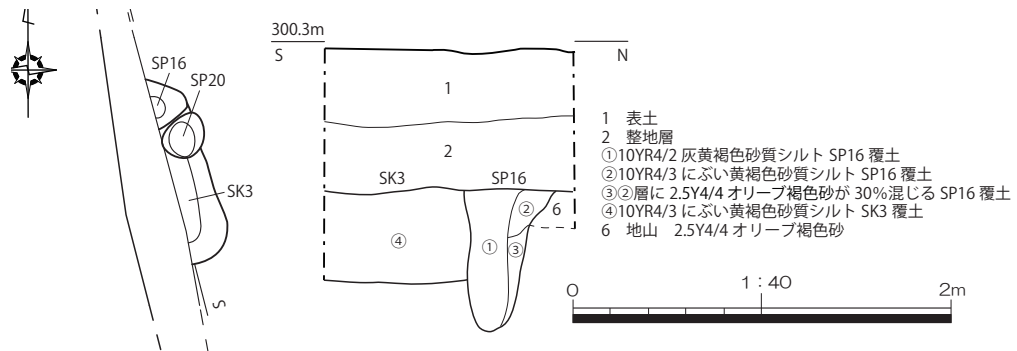 SP16
SP20
SK3
S
300.3m
S
N
1
2
SK3
SP16
②
6
④
①
③
1 表土
2 整地層
①10YR4/2 灰黄褐色砂質シルト SP16 覆土
②10YR4/3 にぶい黄褐色砂質シルト SP16 覆土
③②層に 2.5Y4/4 オリーブ褐色砂が 30%混じる SP16 覆土
④10YR4/3 にぶい黄褐色砂質シルト SK3 覆土
6 地山 2.5Y4/4 オリーブ褐色砂
0
1:40
2m